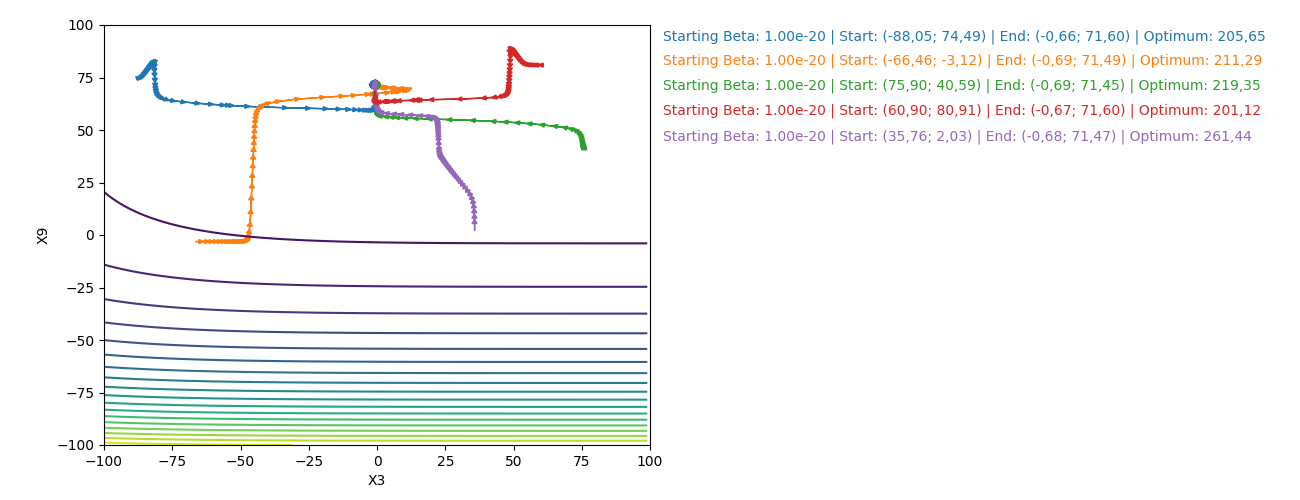 100
75
50
25
0
−25
−50
−75
−100
X9
−100 −75 −50 −25 0 25 50 75 100
X3
Starting Beta: 1.00e-20 | Start: (-88,05; 74,49) | End: (-0,66; 71,60) | Optimum: 205,65
Starting Beta: 1.00e-20 | Start: (-66,46; -3,12) | End: (-0,69; 71,49) | Optimum: 211,29
Starting Beta: 1.00e-20 | Start: (75,90; 40,59) | End: (-0,69; 71,45) | Optimum: 219,35
Starting Beta: 1.00e-20 | Start: (60,90; 80,91) | End: (-0,67; 71,60) | Optimum: 201,12
Starting Beta: 1.00e-20 | Start: (35,76; 2,03) | End: (-0,68; 71,47) | Optimum: 261,44